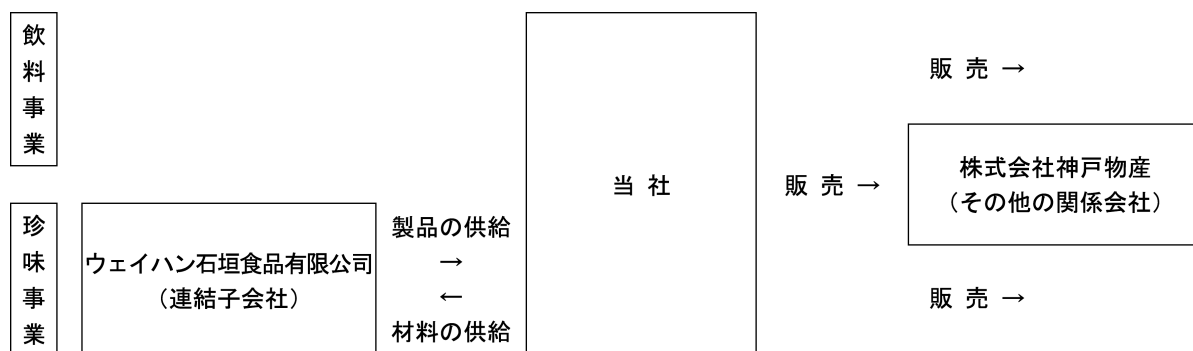 飲料事業
販 売 →
当 社
販 売 →
株式会社神戸物産
（その他の関係会社）
珍味事業
ウェイハン石垣食品有限公司
（連結子会社）
製品の供給
→
←
材料の供給
販 売 →